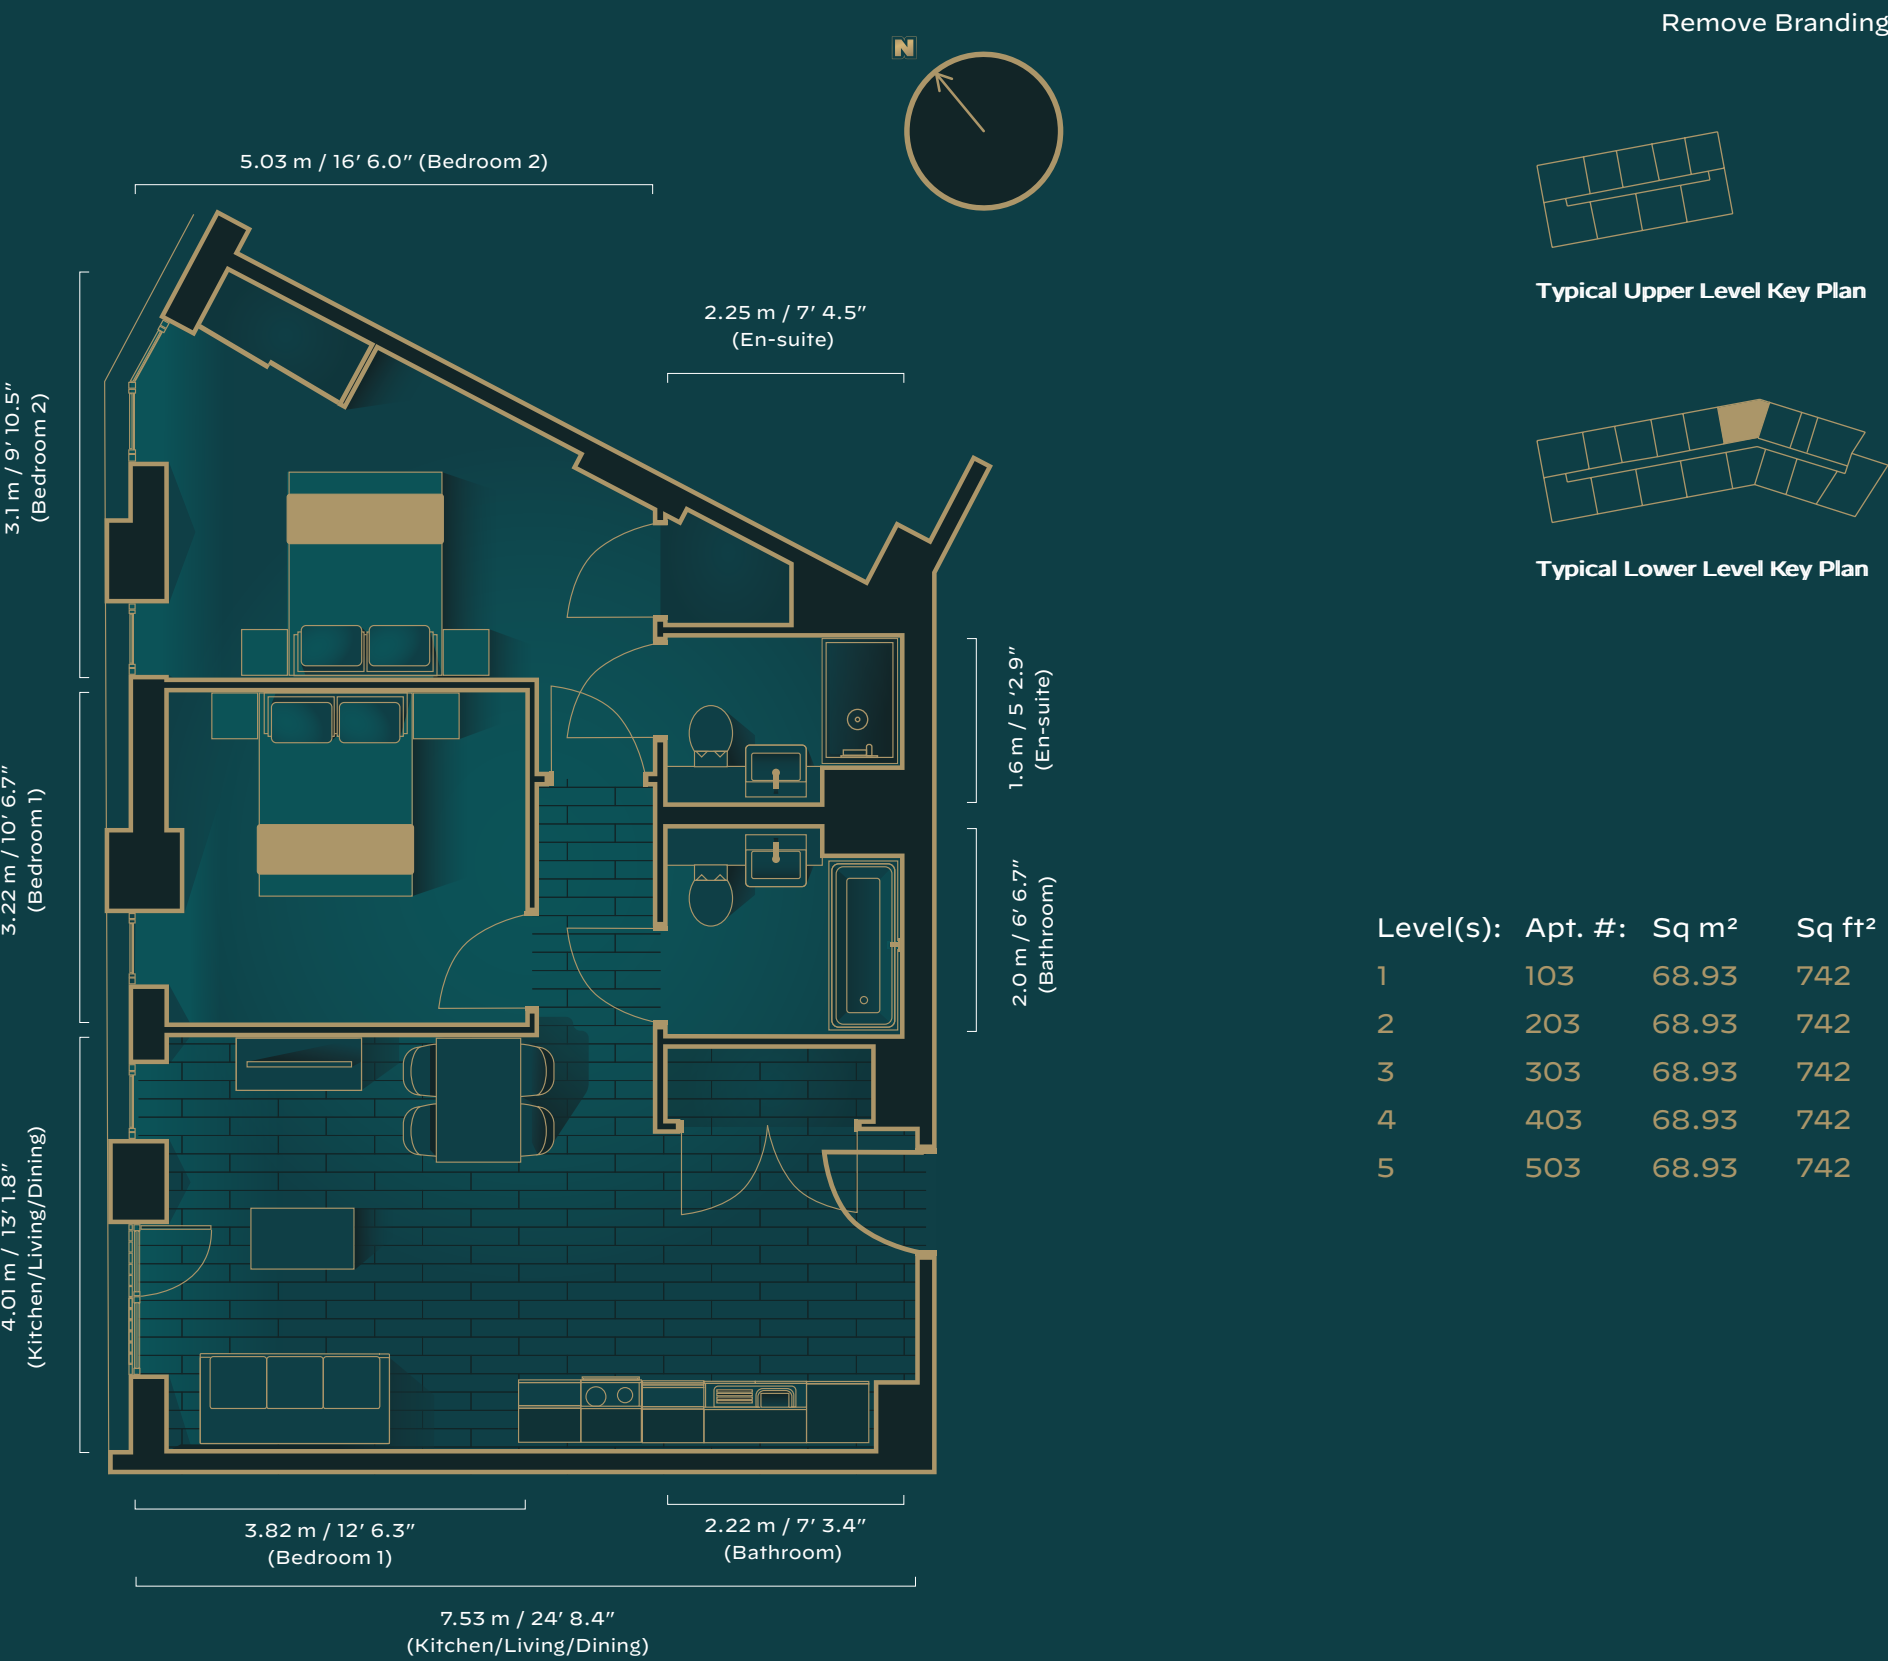 Remove Branding
N
5.03 m / 16′ 6.0″ (Bedroom 2)
2.25 m / 7′ 4.5″
(En-suite)
3.1 m / 9′ 10.5″
(Bedroom 2)
3.22 m / 10′ 6.7″
(Bedroom 1)
4.01 m / 13′ 1.8″
(Kitchen/Living/Dining)
1.6 m / 5 ′2.9″
(En-suite)
2.0 m / 6′ 6.7″
(Bathroom)
3.82 m / 12′ 6.3″
(Bedroom 1)
2.22 m / 7′ 3.4″
(Bathroom)
7.53 m / 24′ 8.4″
(Kitchen/Living/Dining)
Typical Upper Level Key Plan
Typical Lower Level Key Plan
Level(s): Apt. #: Sq m² Sq ft²
1 103 68.93 742
2 203 68.93 742
3 303 68.93 742
4 403 68.93 742
5 503 68.93 742